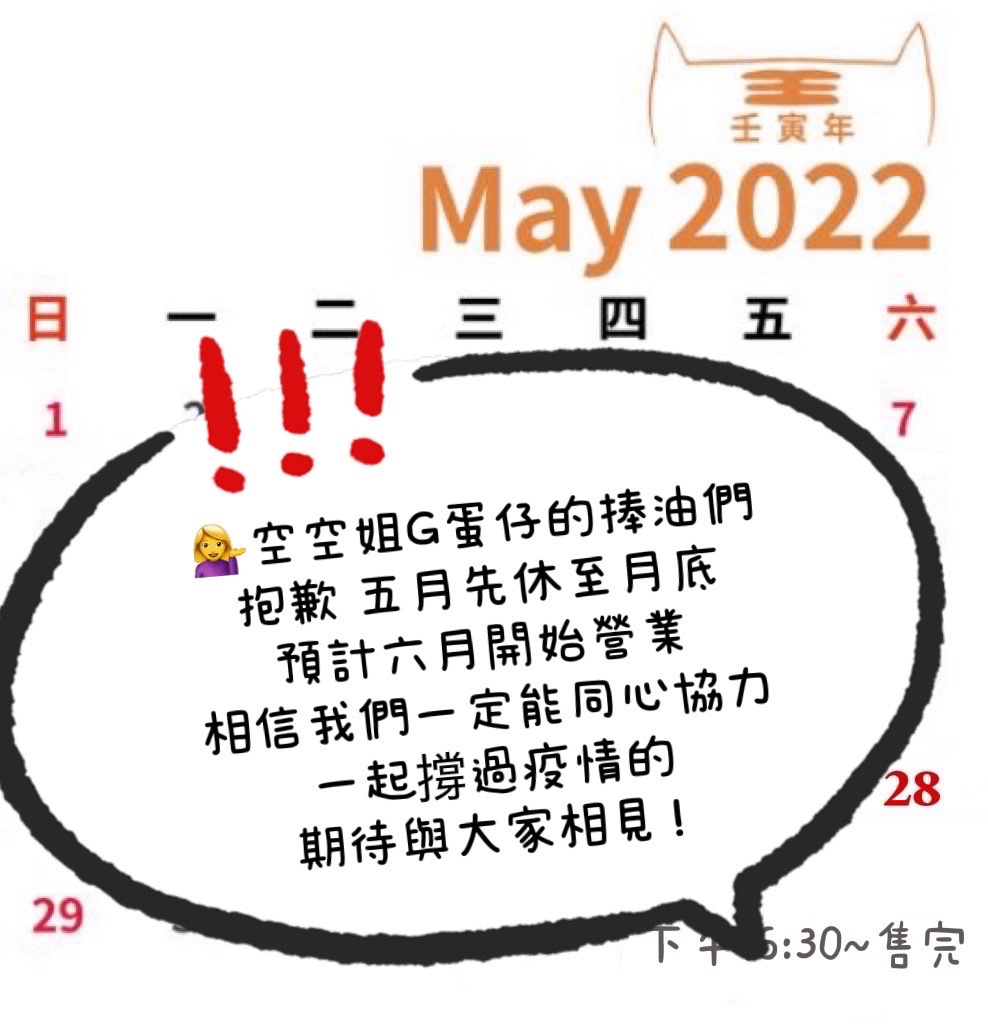 壬寅年
May 2022
日 一 二 三 四 五 六
1 2 7
!!!
💁‍♀️空空姐G蛋仔的捧油們
抱歉 五月先休至月底
預計六月開始營業
相信我們一定能同心協力
一起撐過疫情的
期待與大家相見！
28
29
下午 6:30~售完